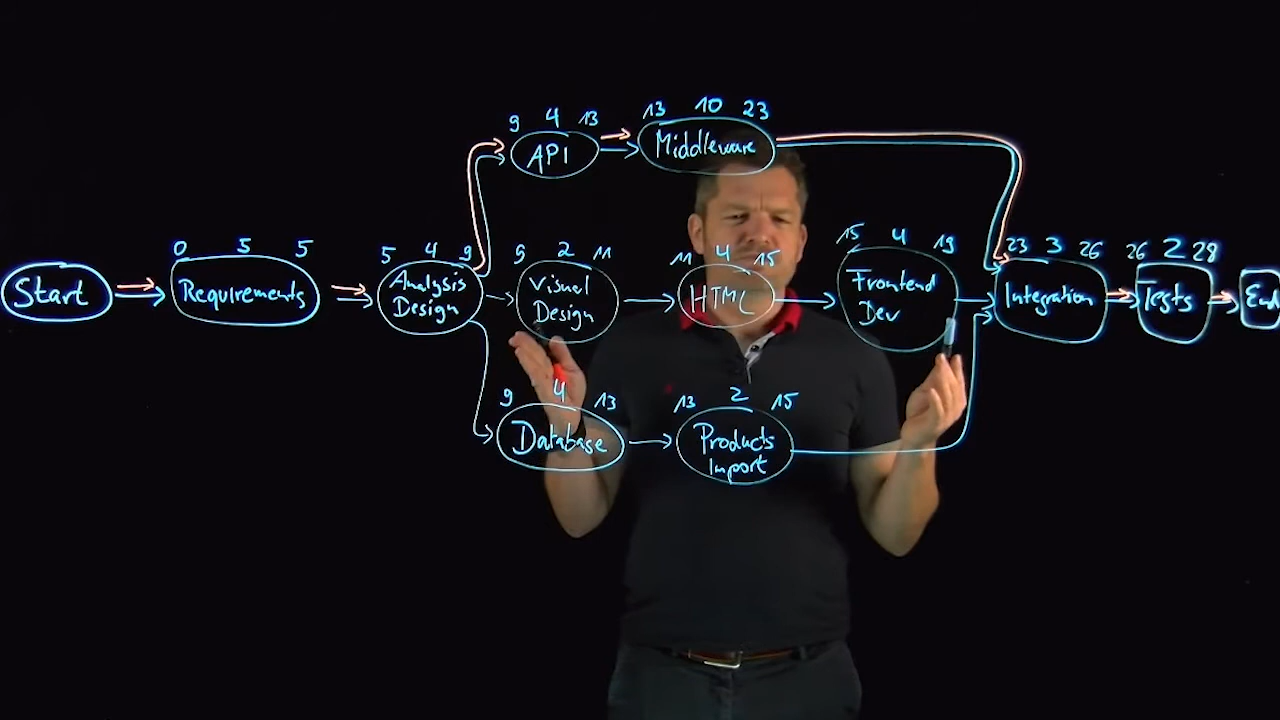 9 4 13
API
13 10 23
Middleware
Start
0 5 5
Requirements
5 4 9
Analysis
Design
9 2 11
Visual
Design
11 4 15
HTML
15 4 19
Frontend
Dev
23 3 26
Integration
26 2 28
Tests
End
9 4 13
Database
13 2 15
Products
Import